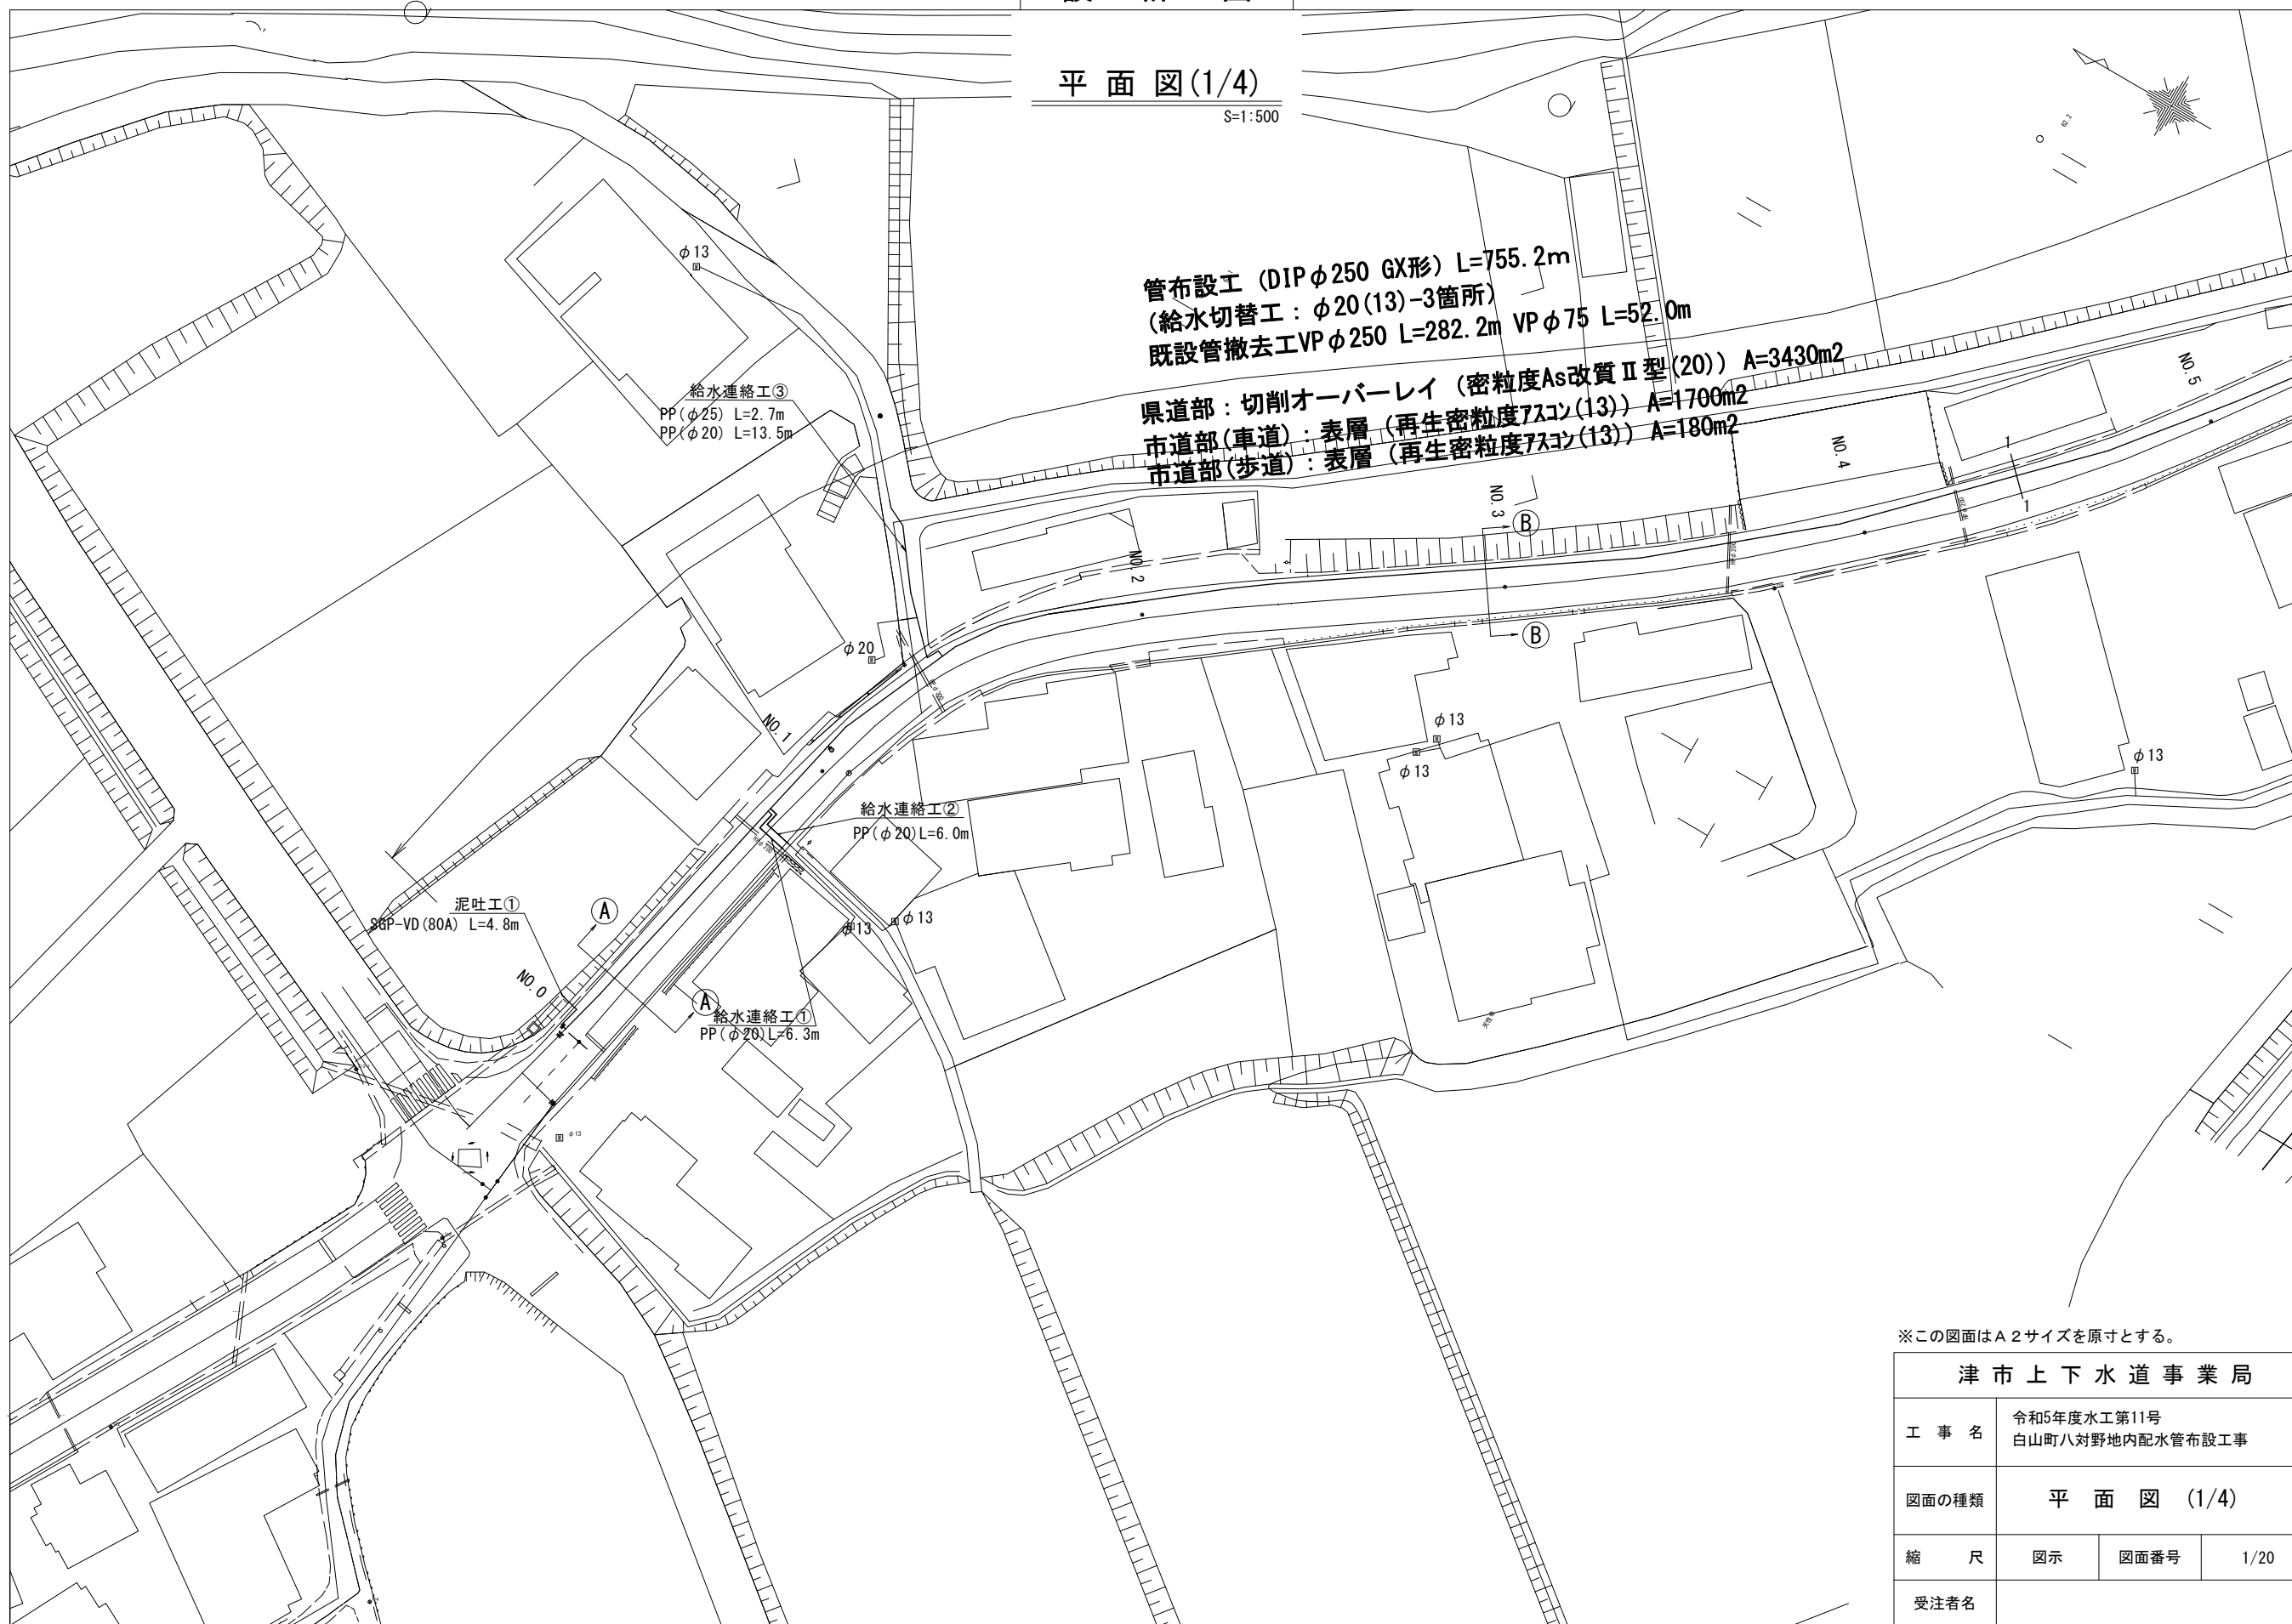 平 面 図(1/4)
S=1:500
管布設工（DIPφ250 GX形）L=755.2m
（給水切替工：φ20(13)-3箇所）
既設管撤去工VPφ250 L=282.2m VPφ75 L=52.0m
県道部：切削オーバーレイ（密粒度As改質Ⅱ型(20)）A=3430m2
市道部(車道)：表層（再生密粒度ｱｽｺﾝ(13)）A=1700m2
市道部(歩道)：表層（再生密粒度ｱｽｺﾝ(13)）A=180m2
62.2
φ13
給水連絡工③
PP(φ25) L=2.7m
PP(φ20) L=13.5m
NO.5
NO.4
1
1
NO.3
B
NO.2
B
φ20
NO.1
φ13
φ13
φ13
給水連絡工②
PP(φ20)L=6.0m
泥吐工①
SGP-VD(80A) L=4.8m
A
φ13
φ13
NO.0
A
給水連絡工①
PP(φ20)L=6.3m
φ13
※この図面はA２サイズを原寸とする。
津 市 上 下 水 道 事 業 局
工 事 名
令和5年度水工第11号
白山町八対野地内配水管布設工事
図面の種類
平 面 図 (1/4)
縮 尺
図示
図面番号
1/20
受注者名